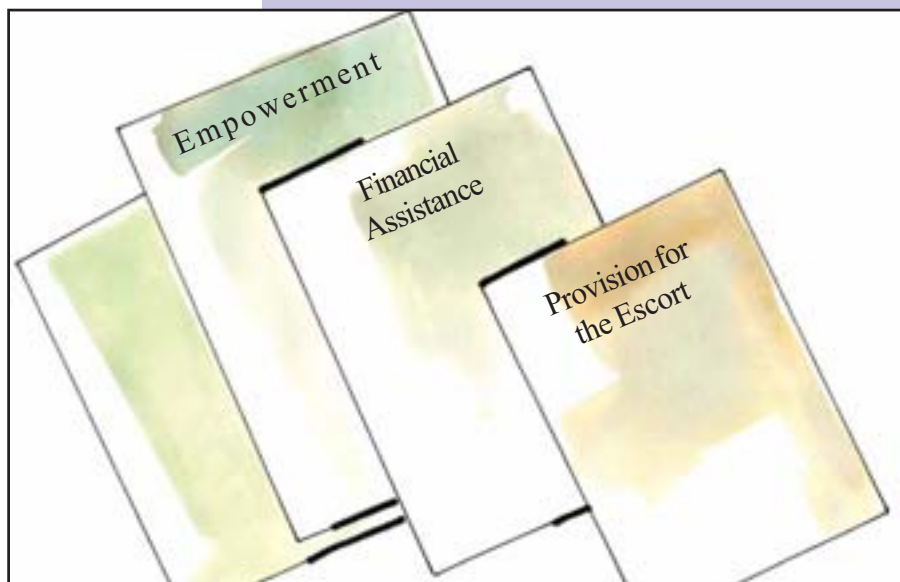 Empowerment
Financial
Assistance
Provision for
the Escort